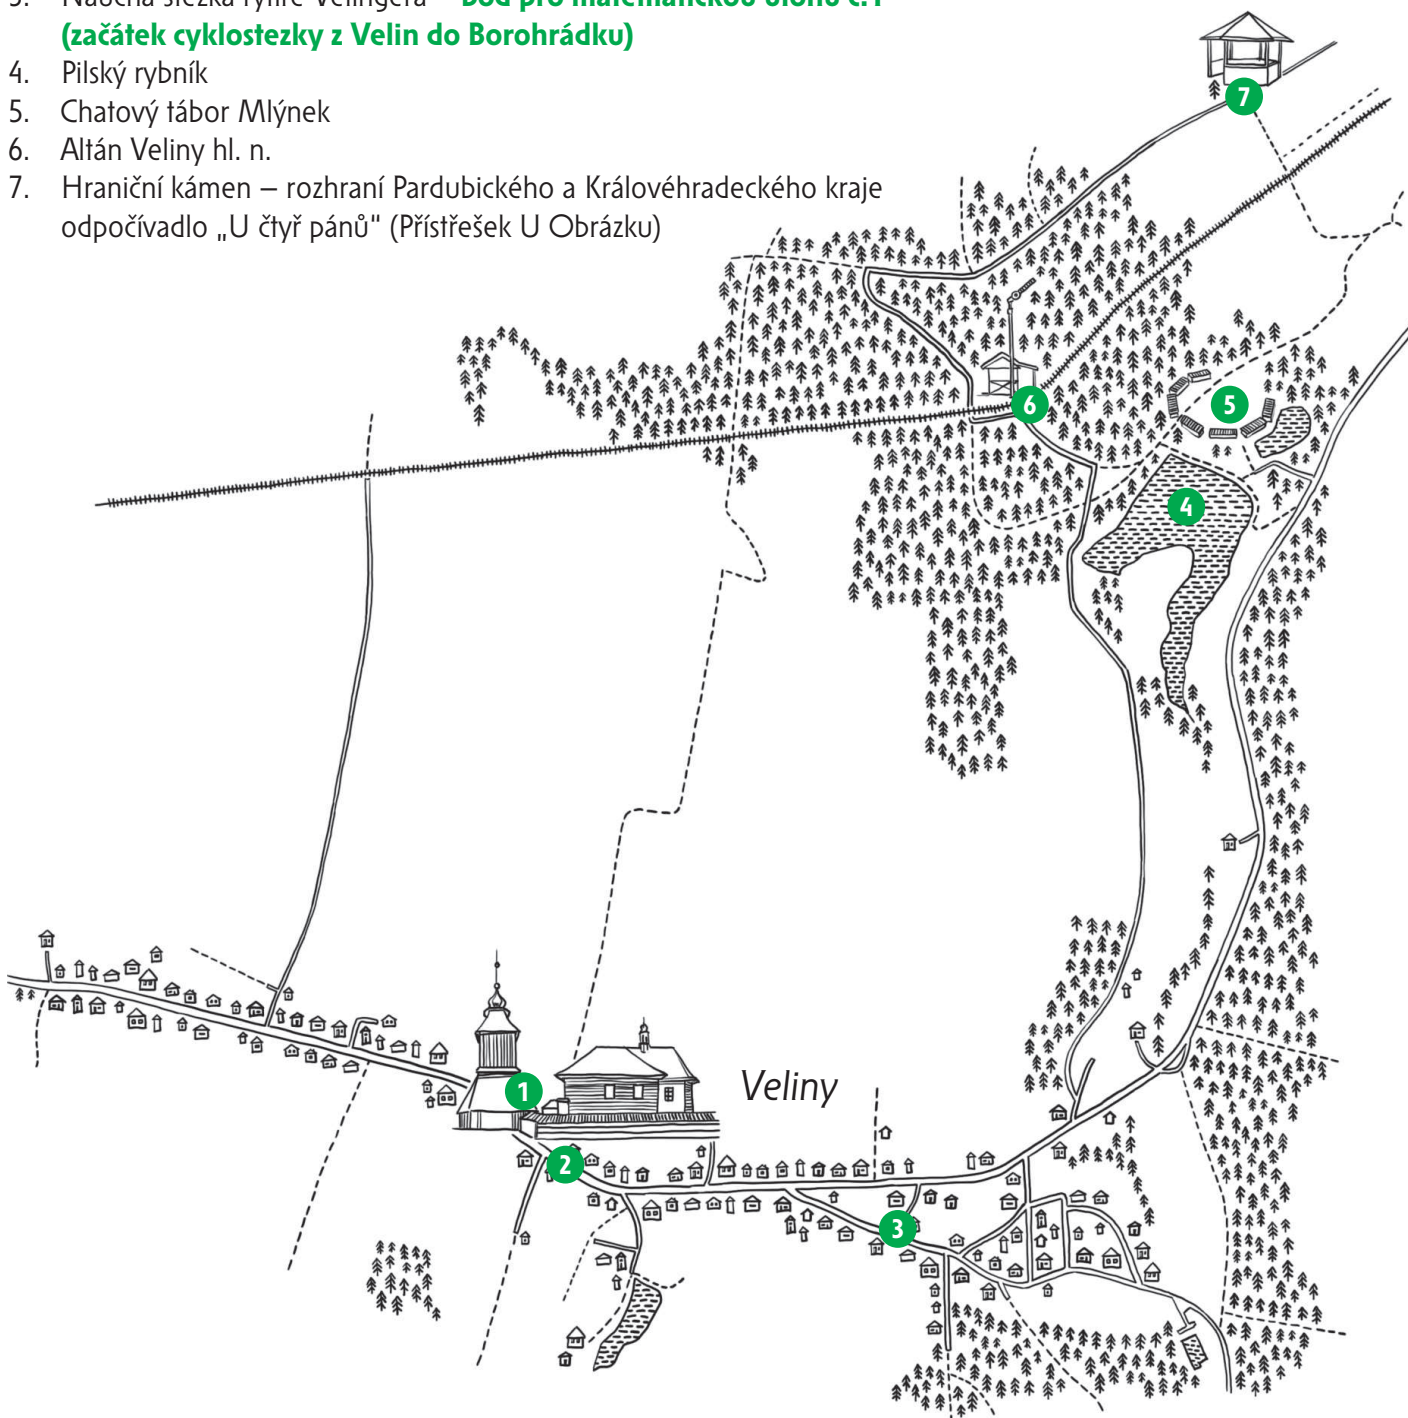 (začátek cyklostezky z Velin do Borohrádku)
4. Pilský rybník
5. Chatový tábor Mlýnek
6. Altán Veliny hl. n.
7. Hraniční kámen – rozhraní Pardubického a Královéhradeckého kraje
odpočívadlo „U čtyř pánů" (Přístřešek U Obrázku)
7
6
5
4
1
Veliny
2
3